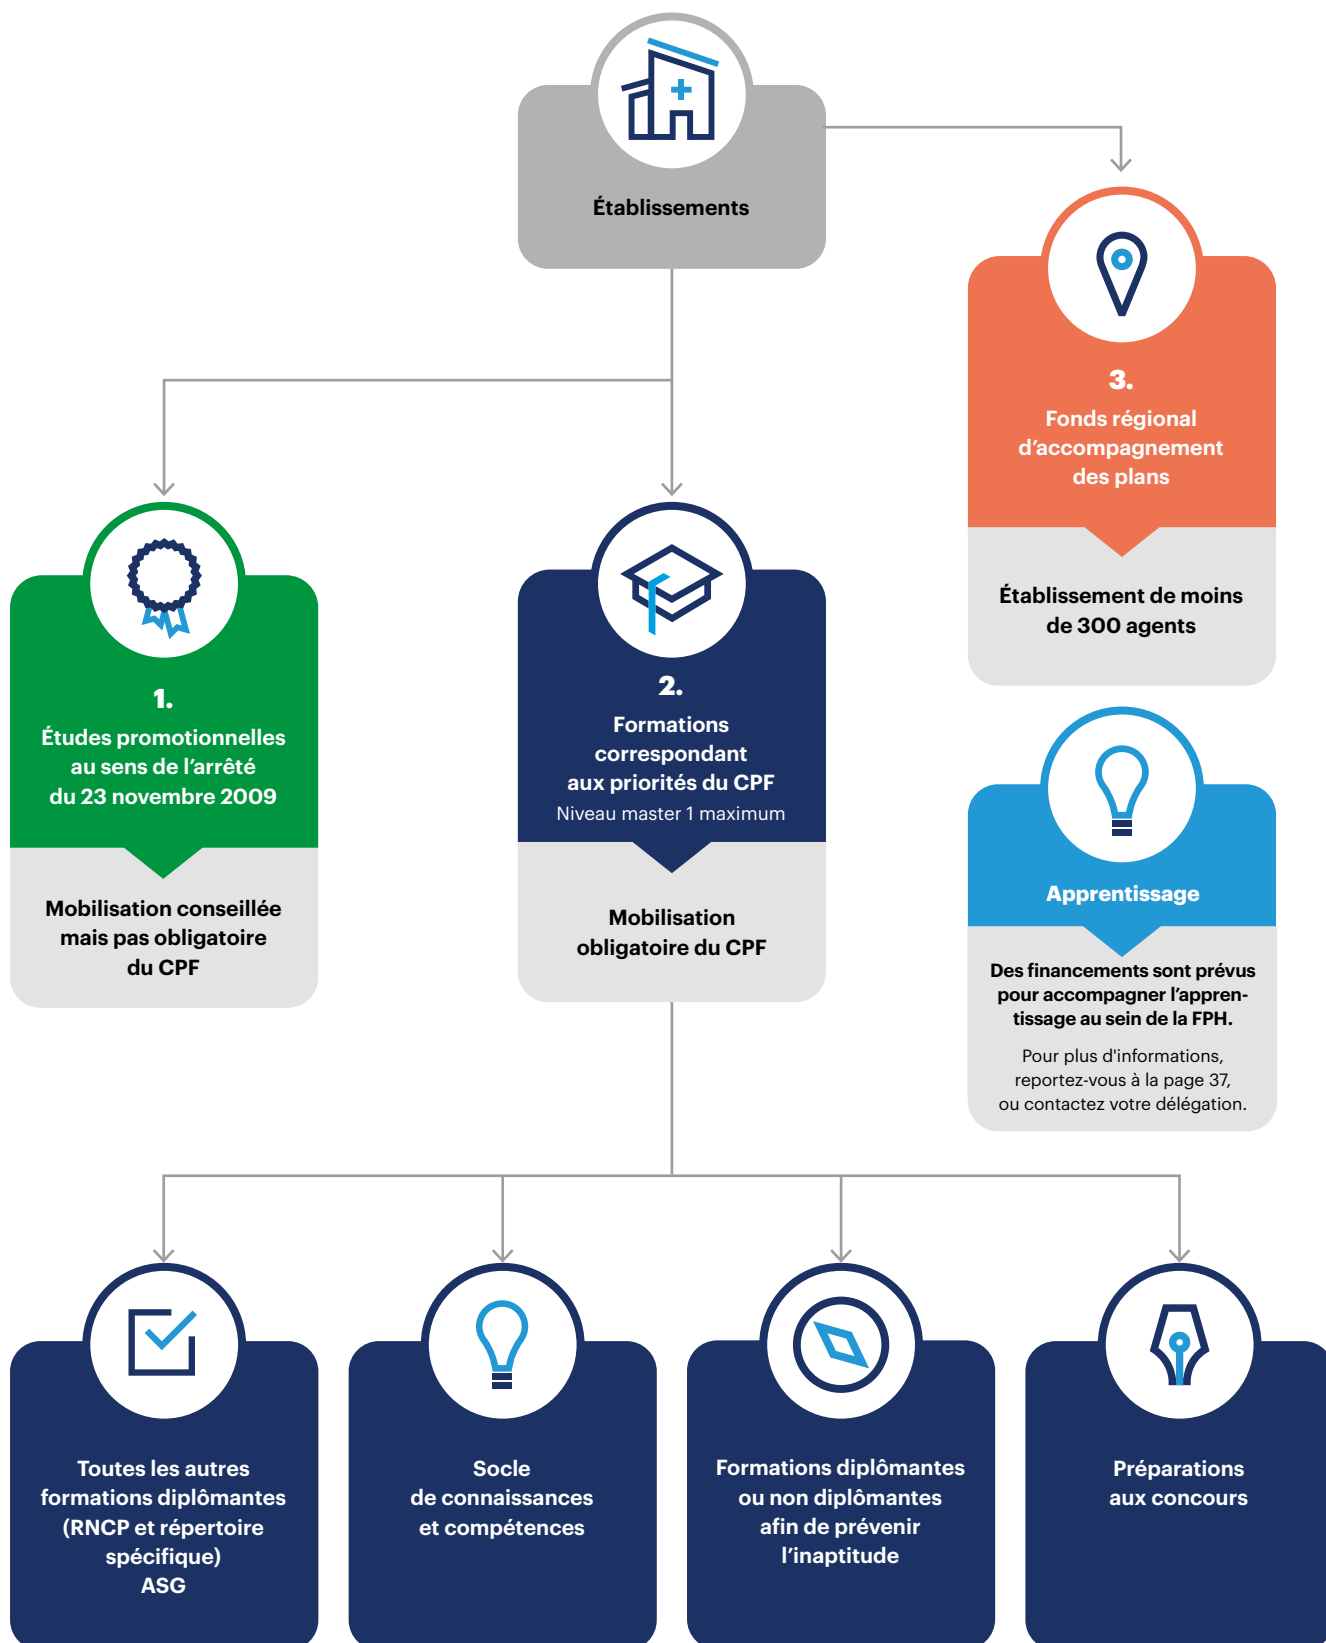 Établissements
3.
Fonds régional
d’accompagnement
des plans
Établissement de moins
de 300 agents
1.
Études promotionnelles
au sens de l’arrêté
du 23 novembre 2009
Mobilisation conseillée
mais pas obligatoire
du CPF
2.
Formations
correspondant
aux priorités du CPF
Niveau master 1 maximum
Mobilisation
obligatoire du CPF
Apprentissage
Des financements sont prévus
pour accompagner l’appren-
tissage au sein de la FPH.
Pour plus d'informations,
reportez-vous à la page 37,
ou contactez votre délégation.
Toutes les autres
formations diplômantes
(RNCP et répertoire
spécifique)
ASG
Socle
de connaissances
et compétences
Formations diplômantes
ou non diplômantes
afin de prévenir
l’inaptitude
Préparations
aux concours